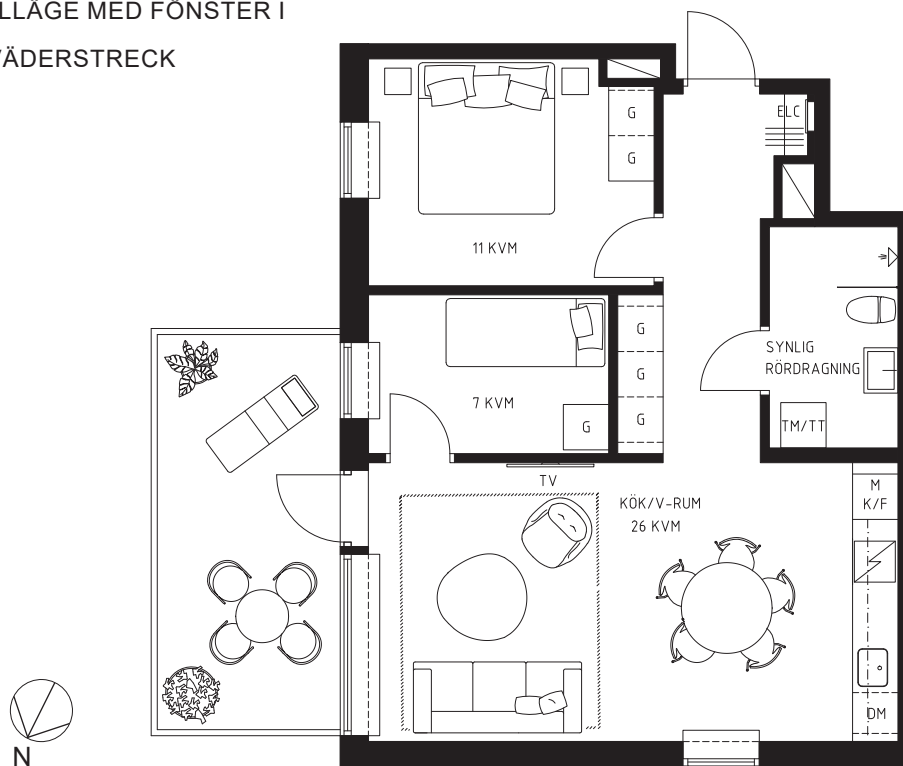 LLÄGE MED FÖNSTER I
VÄDERSTRECK
ELC
G
G
11 KVM
G
SYNLIG
RÖRDRAGNING
G
7 KVM
G
G
TM/TT
TV
M
K/F
KÖK/V-RUM
26 KVM
DM
N